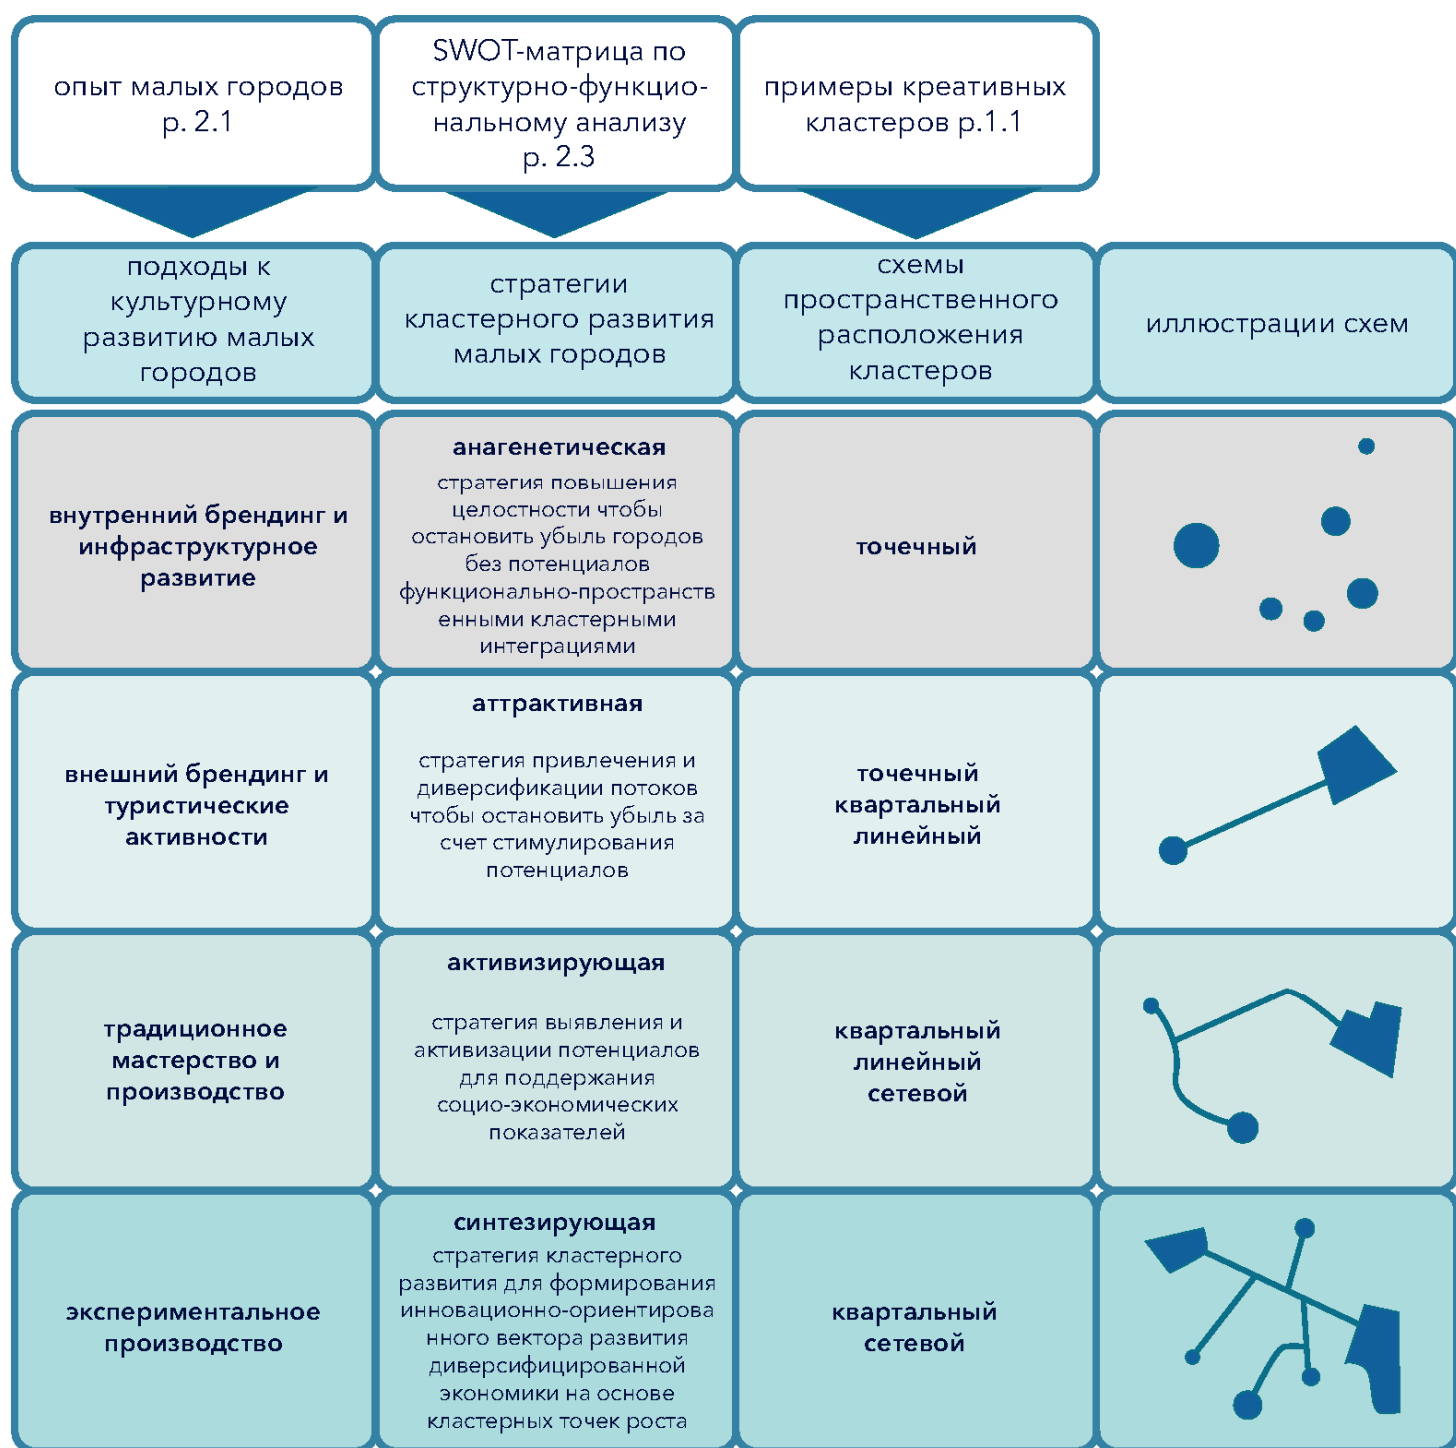 опыт малых городов
р. 2.1
SWOT-матрица по
структурно-функцио-
нальному анализу
р. 2.3
примеры креативных
кластеров р.1.1
подходы к
культурному
развитию малых
городов
стратегии
кластерного развития
малых городов
схемы
пространственного
расположения
кластеров
иллюстрации схем
внутренний брендинг и
инфраструктурное
развитие
анагенетическая
стратегия повышения
целостности чтобы
остановить убыль городов
без потенциалов
функционально-пространств
енными кластерными
интеграциями
точечный
внешний брендинг и
туристические
активности
аттрактивная
стратегия привлечения и
диверсификации потоков
чтобы остановить убыль за
счет стимулирования
потенциалов
точечный
квартальный
линейный
традиционное
мастерство и
производство
активизирующая
стратегия выявления и
активизации потенциалов
для поддержания
социо-экономических
показателей
квартальный
линейный
сетевой
экспериментальное
производство
синтезирующая
стратегия кластерного
развития для формирования
инновационно-ориентирова
нного вектора развития
диверсифицированной
экономики на основе
кластерных точек роста
квартальный
сетевой